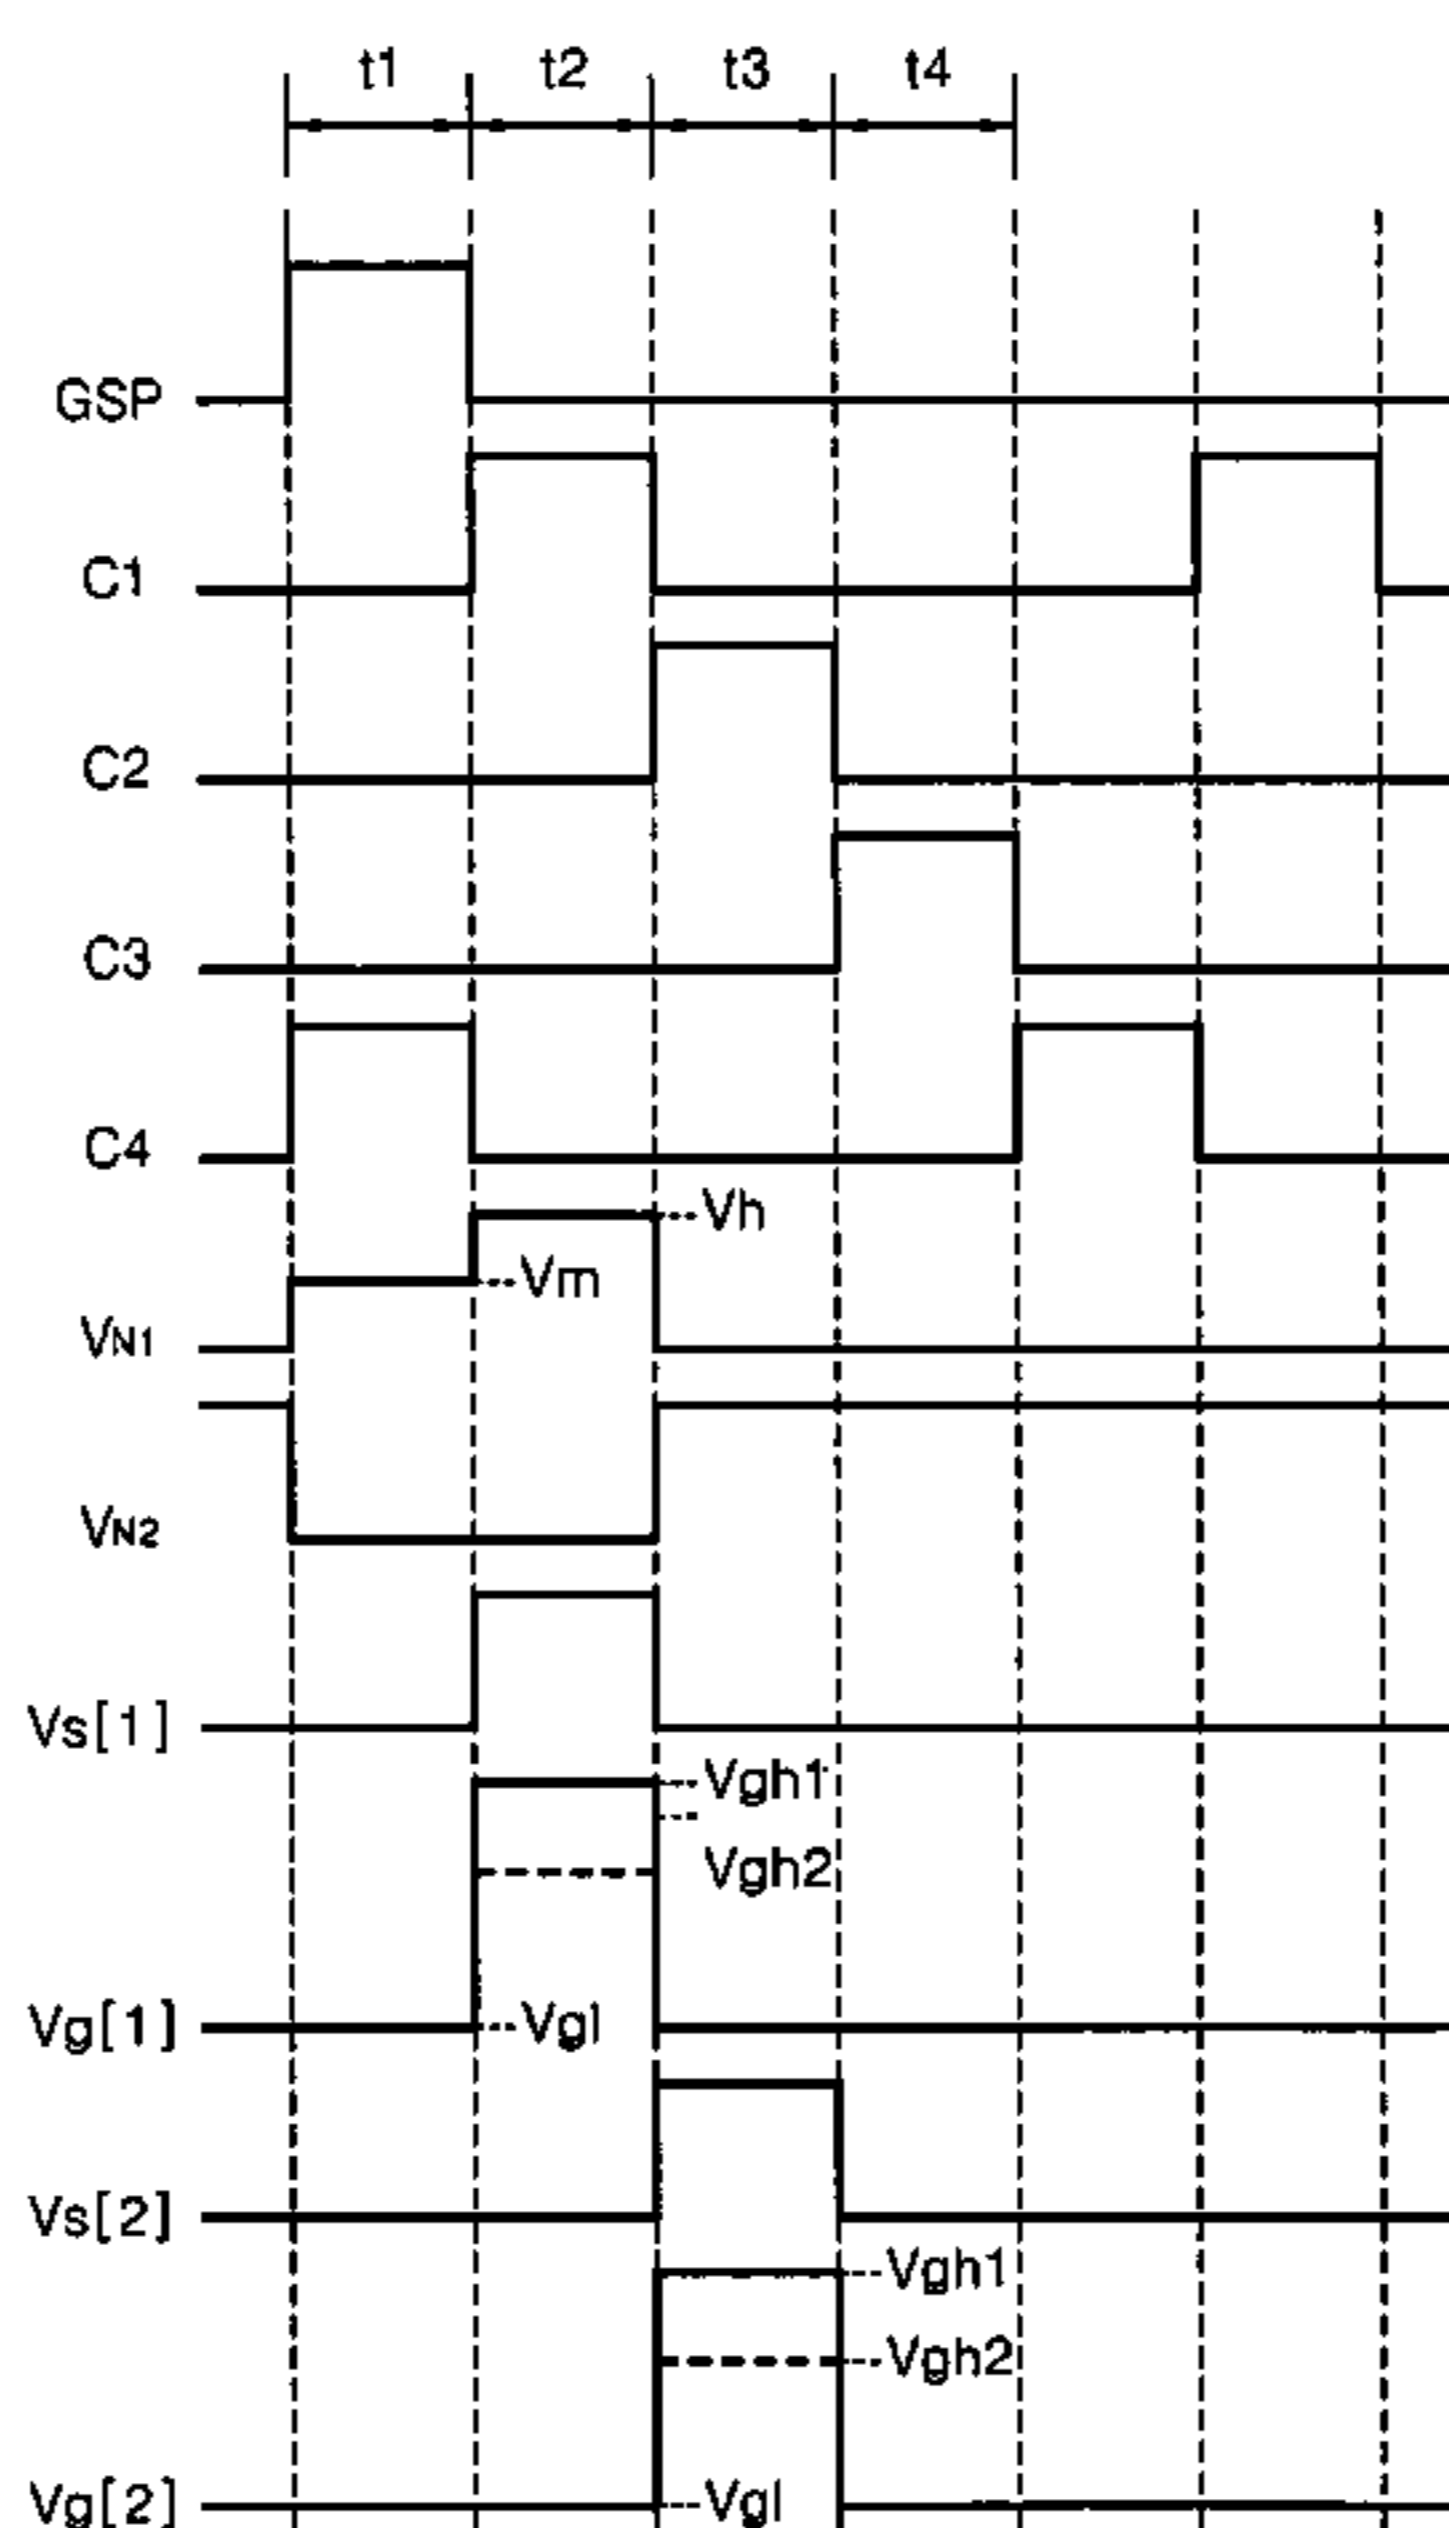 t1 t2 t3 t4
GSP
C1
C2
C3
C4
Vh
Vm
VN1
VN2
Vs[1]
Vgh1
Vgh2
Vg[1] Vgl
Vs[2]
Vgh1
Vgh2
Vg[2] Vgl